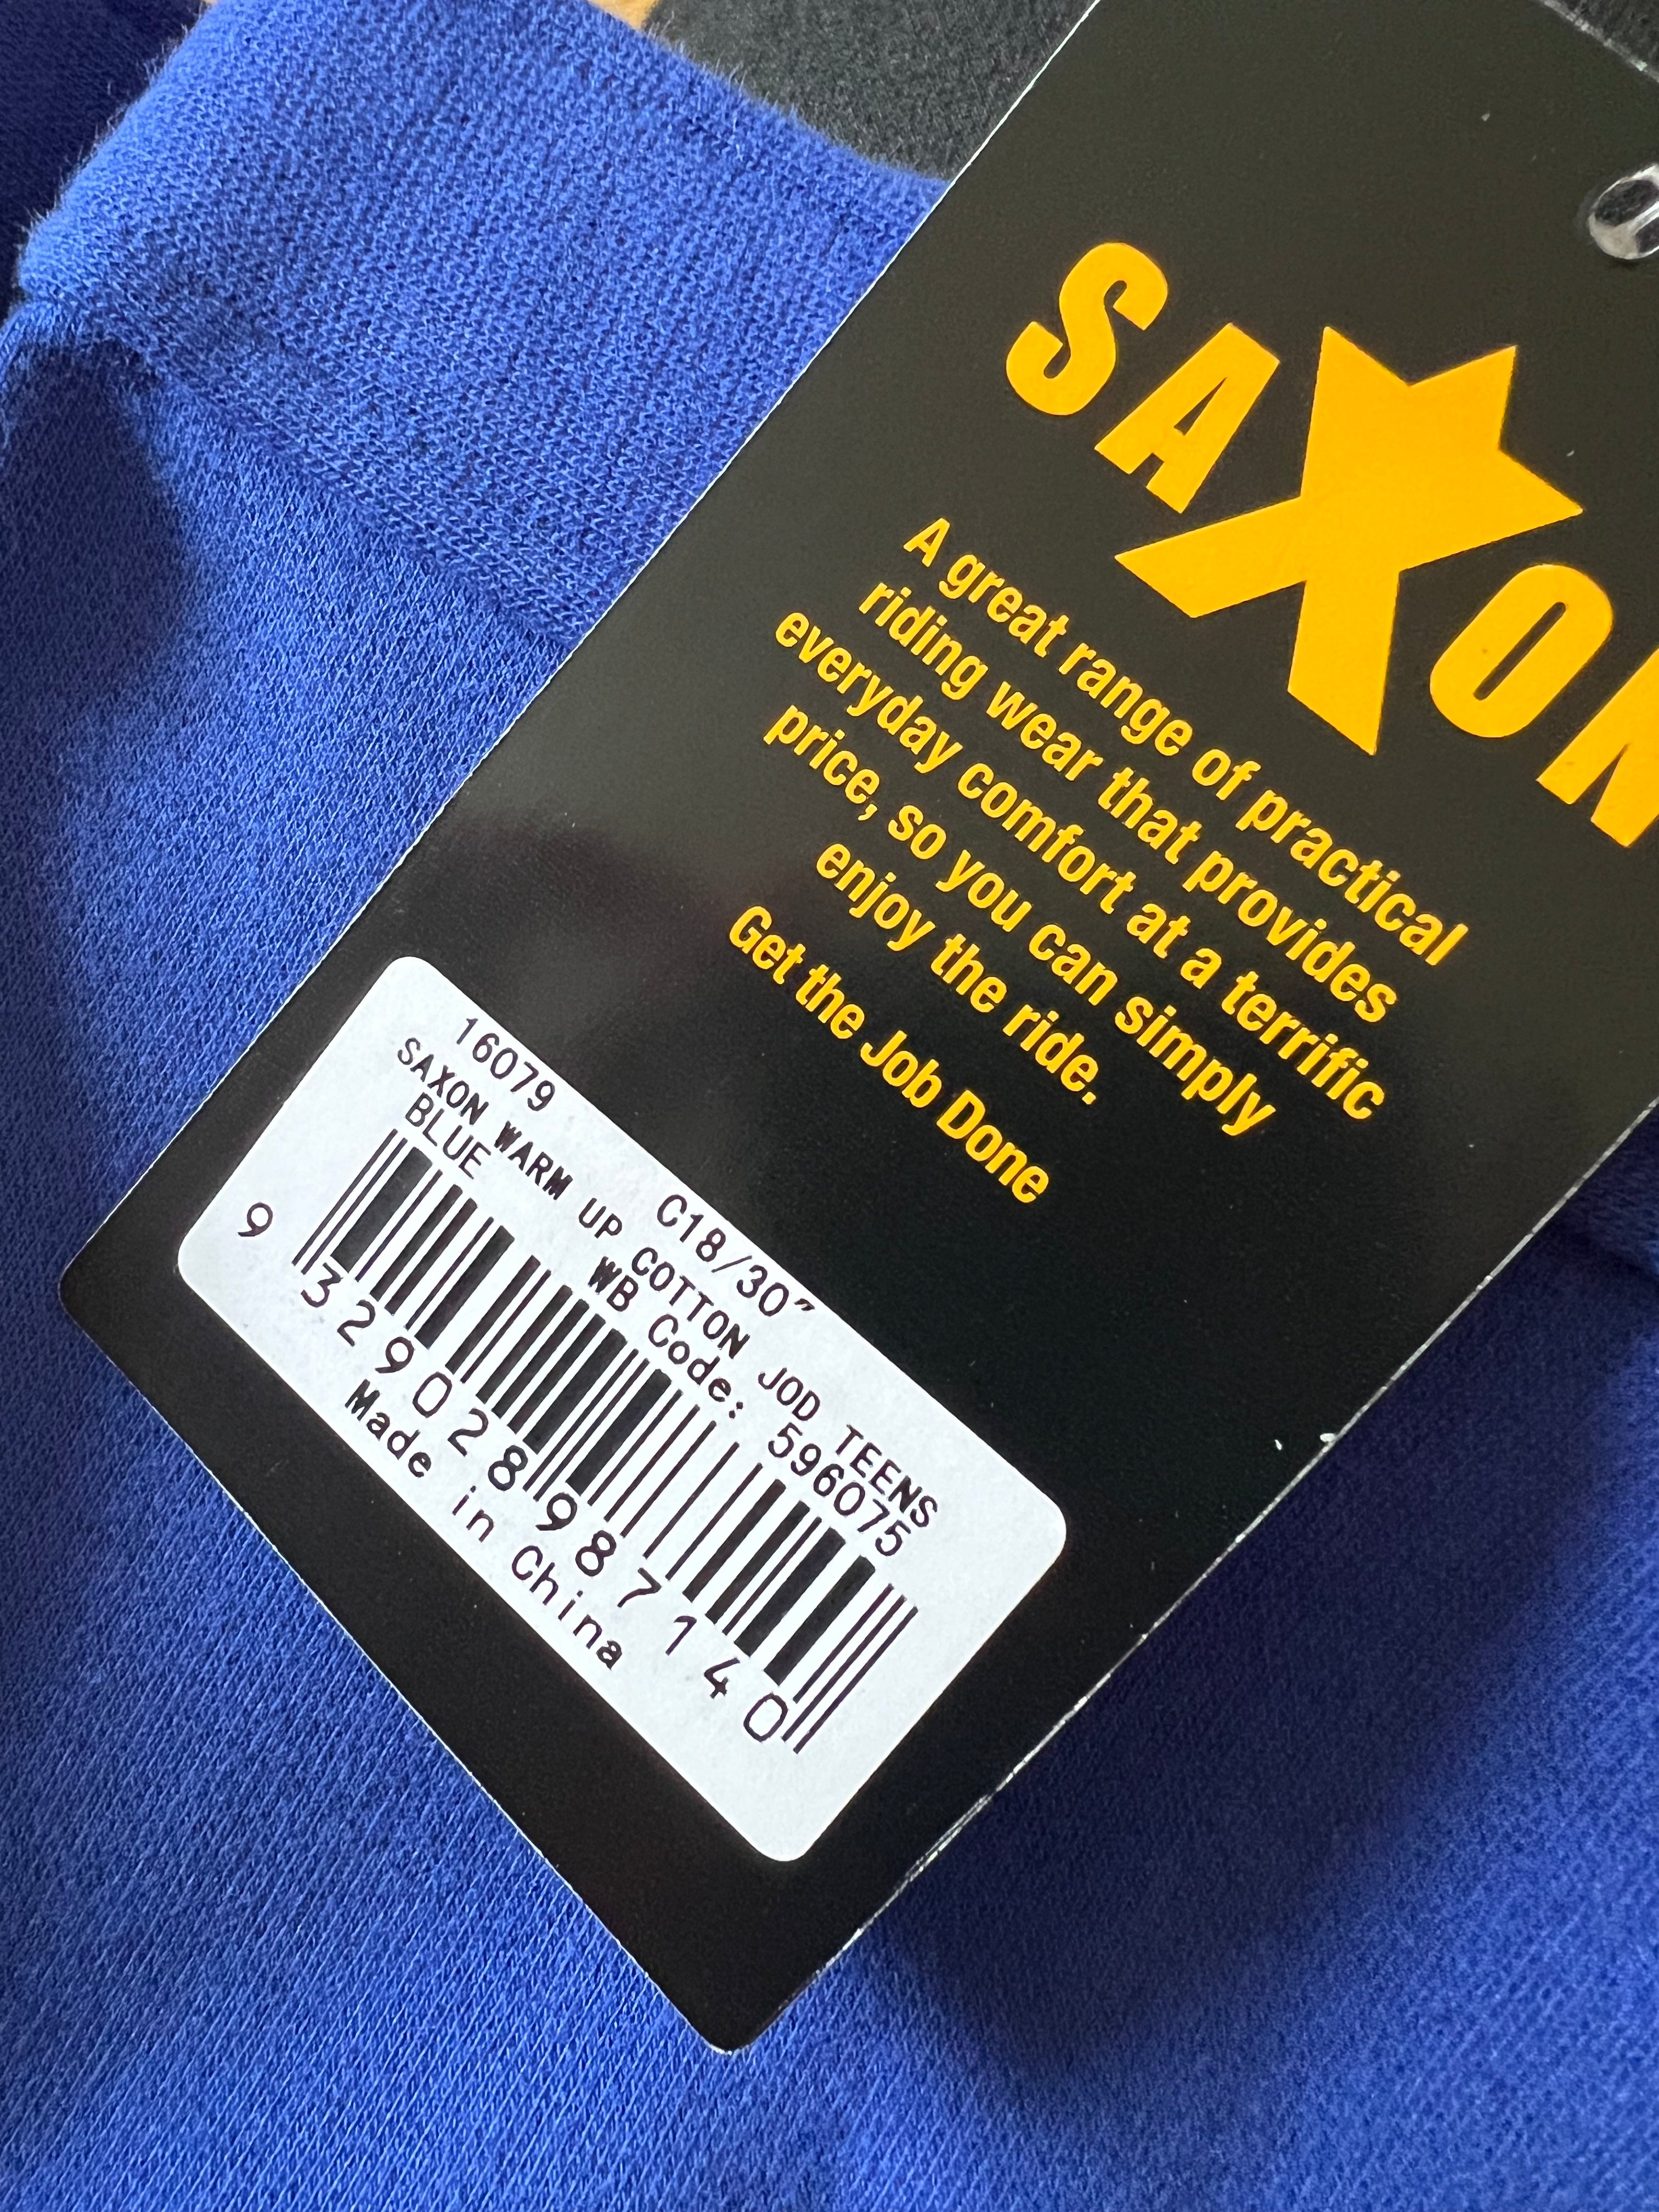 SAXON
A great range of practical
riding wear that provides
everyday comfort at a terrific
price, so you can simply
enjoy the ride.
Get the Job Done
16079 C18/30"
SAXON WARM UP COTTON JOD TEENS
BLUE WB Code: 596075
9 329028 987140
Made in China